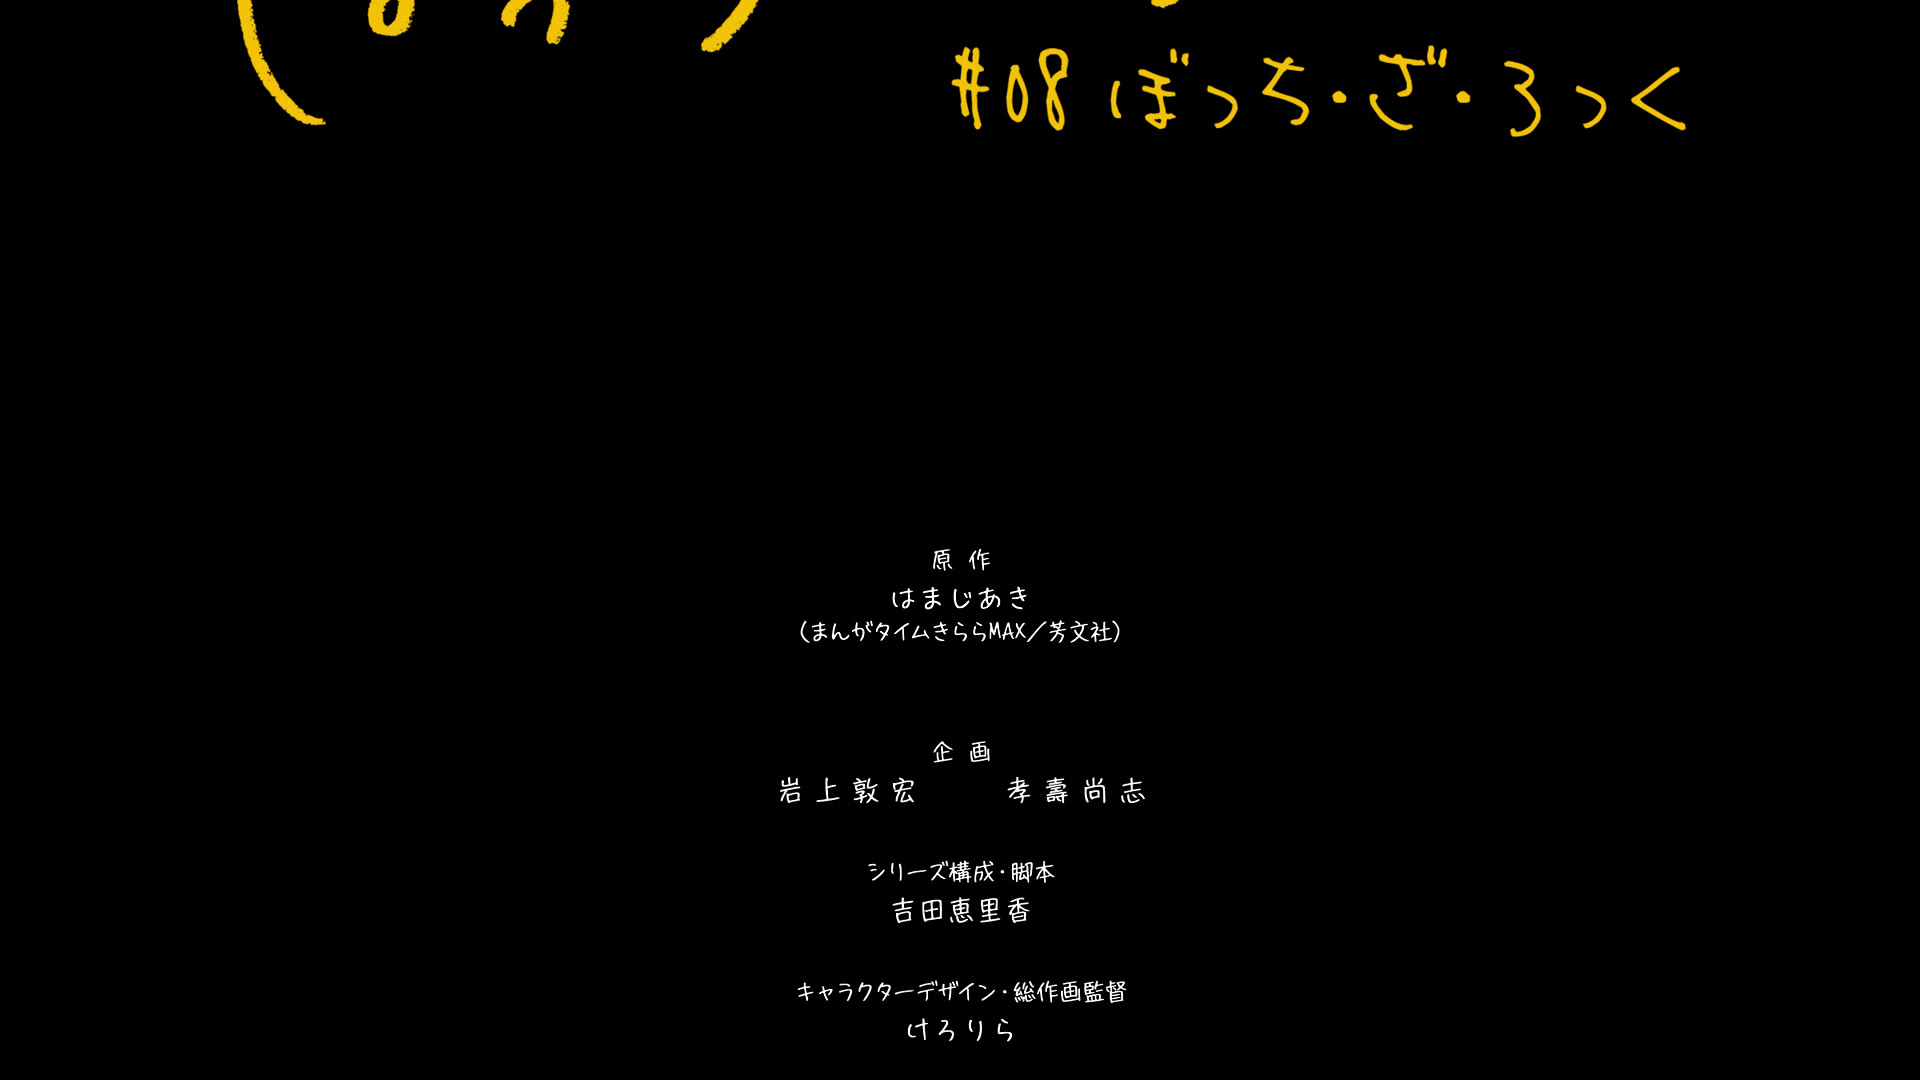 #08 ぼっち・ざ・ろっく
原作
はまじあき
（まんがタイムきららMAX／芳文社）
企画
岩上敦宏 孝壽尚志
シリーズ構成・脚本
吉田恵里香
キャラクターデザイン・総作画監督
けろりら